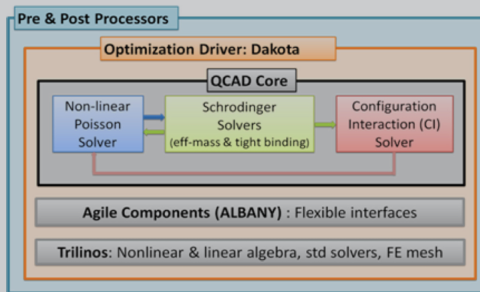 Pre & Post Processors
Optimization Driver: Dakota
QCAD Core
Non-linear
Poisson
Solver
Schrodinger
Solvers
(eff-mass & tight binding)
Configuration
Interaction (CI)
Solver
Agile Components (ALBANY) : Flexible interfaces
Trilinos: Nonlinear & linear algebra, std solvers, FE mesh